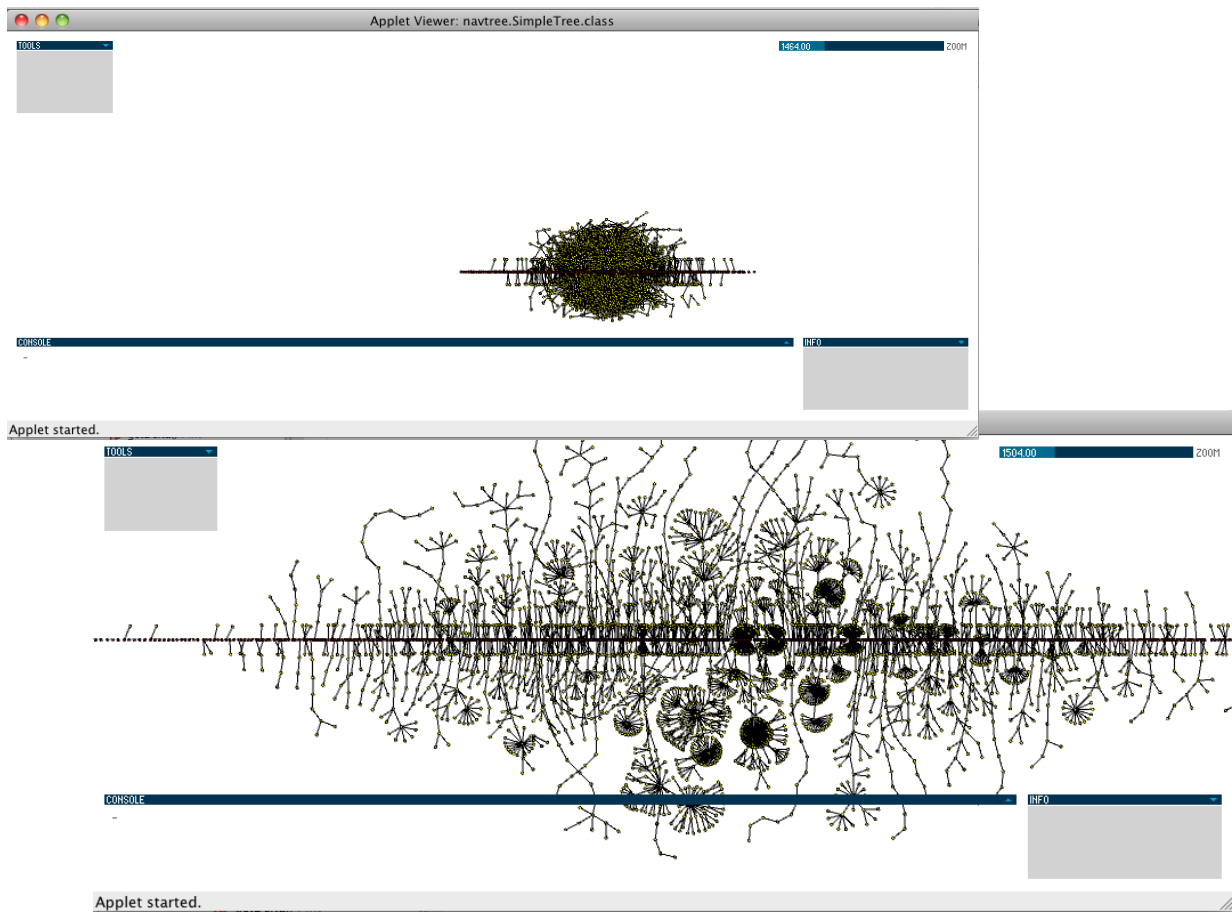 Applet Viewer: navtree.SimpleTree.class
TOOLS
1464.00 ZOOM
CONSOLE
INFO
Applet started.
TOOLS
1504.00 ZOOM
CONSOLE
INFO
Applet started.